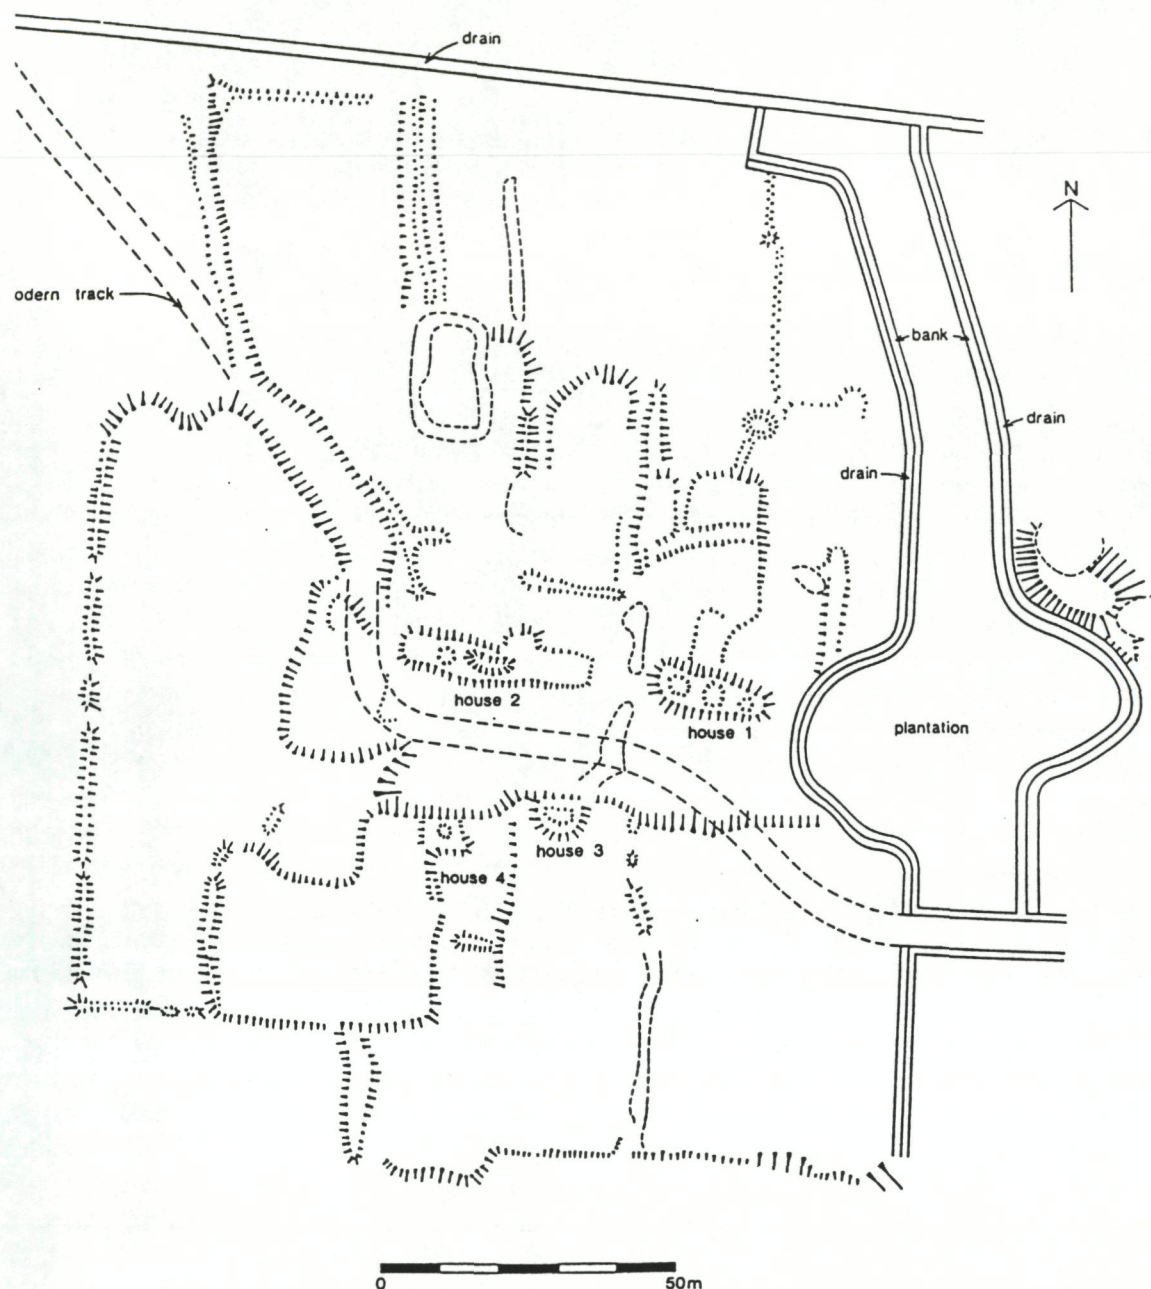 drain
N
odern track
bank
drain
drain
house 2
house 1
plantation
house 3
house 4
0 50m